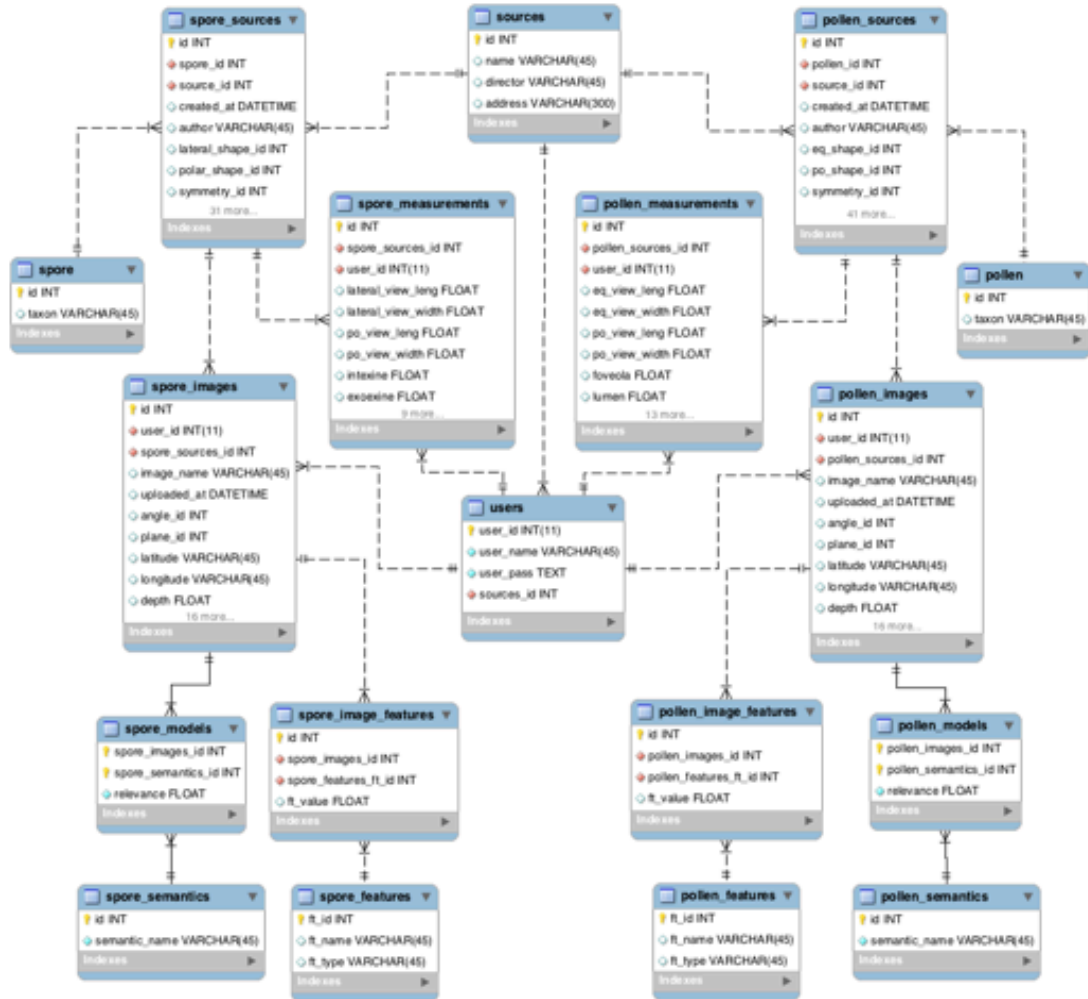 spore_sources
id INT
spore_id INT
source_id INT
created_at DATETIME
author VARCHAR(45)
lateral_shape_id INT
polar_shape_id INT
symmetry_id INT
31 more...
Indexes
sources
id INT
name VARCHAR(45)
director VARCHAR(45)
address VARCHAR(300)
Indexes
pollen_sources
id INT
pollen_id INT
source_id INT
created_at DATETIME
author VARCHAR(45)
eq_shape_id INT
po_shape_id INT
symmetry_id INT
41 more...
Indexes
spore_measurements
id INT
spore_sources_id INT
user_id INT(11)
lateral_view_leng FLOAT
lateral_view_width FLOAT
po_view_leng FLOAT
po_view_width FLOAT
intexine FLOAT
exoexine FLOAT
9 more...
Indexes
pollen_measurements
id INT
pollen_sources_id INT
user_id INT(11)
eq_view_leng FLOAT
eq_view_width FLOAT
po_view_leng FLOAT
po_view_width FLOAT
foveola FLOAT
lumen FLOAT
13 more...
Indexes
spore
id INT
taxon VARCHAR(45)
Indexes
pollen
id INT
taxon VARCHAR(45)
Indexes
spore_images
id INT
user_id INT(11)
spore_sources_id INT
image_name VARCHAR(45)
uploaded_at DATETIME
angle_id INT
plane_id INT
latitude VARCHAR(45)
longitude VARCHAR(45)
depth FLOAT
16 more...
Indexes
users
user_id INT(11)
user_name VARCHAR(45)
user_pass TEXT
sources_id INT
Indexes
pollen_images
id INT
user_id INT(11)
pollen_sources_id INT
image_name VARCHAR(45)
uploaded_at DATETIME
angle_id INT
plane_id INT
latitude VARCHAR(45)
longitude VARCHAR(45)
depth FLOAT
16 more...
Indexes
spore_models
spore_images_id INT
spore_semantics_id INT
relevance FLOAT
Indexes
spore_image_features
id INT
spore_images_id INT
spore_features_ft_id INT
ft_value FLOAT
Indexes
pollen_image_features
id INT
pollen_images_id INT
pollen_features_ft_id INT
ft_value FLOAT
Indexes
pollen_models
pollen_images_id INT
pollen_semantics_id INT
relevance FLOAT
Indexes
spore_semantics
id INT
semantic_name VARCHAR(45)
Indexes
spore_features
ft_id INT
ft_name VARCHAR(45)
ft_type VARCHAR(45)
Indexes
pollen_features
ft_id INT
ft_name VARCHAR(45)
ft_type VARCHAR(45)
Indexes
pollen_semantics
id INT
semantic_name VARCHAR(45)
Indexes